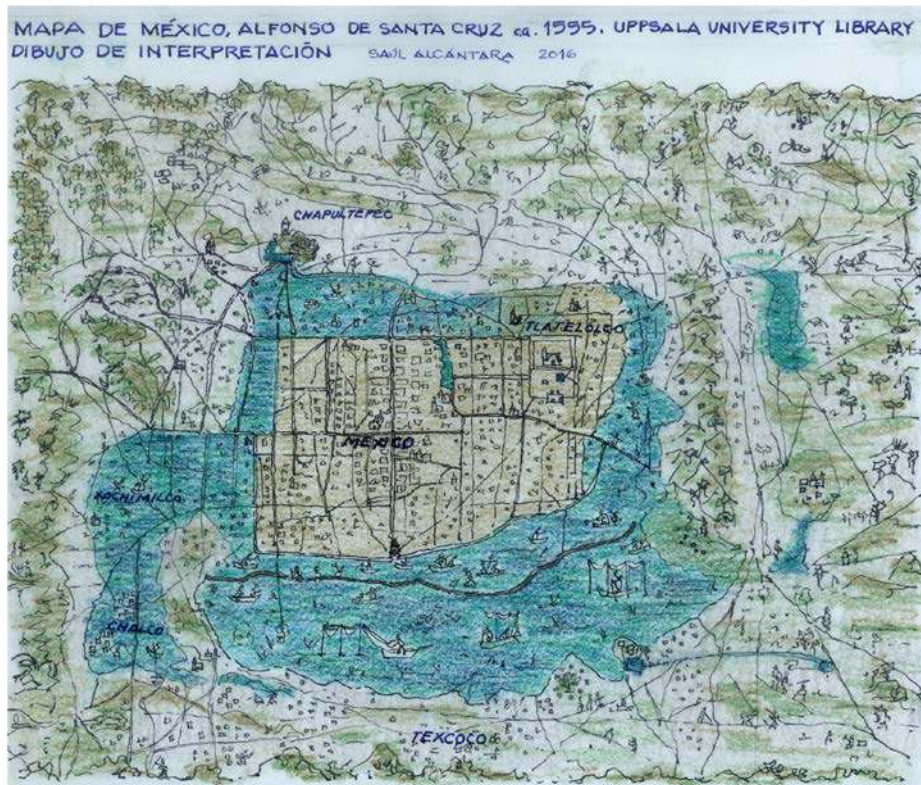 MAPA DE MÉXICO, ALFONSO DE SANTA CRUZ ca. 1555. UPPSALA UNIVERSITY LIBRARY
DIBUJO DE INTERPRETACIÓN SAÚL ALCÁNTARA 2016
CHAPULTEPEC
TLATELOLCO
MEXICO
XOCHIMILCO
CHALCO
TEXCOCO